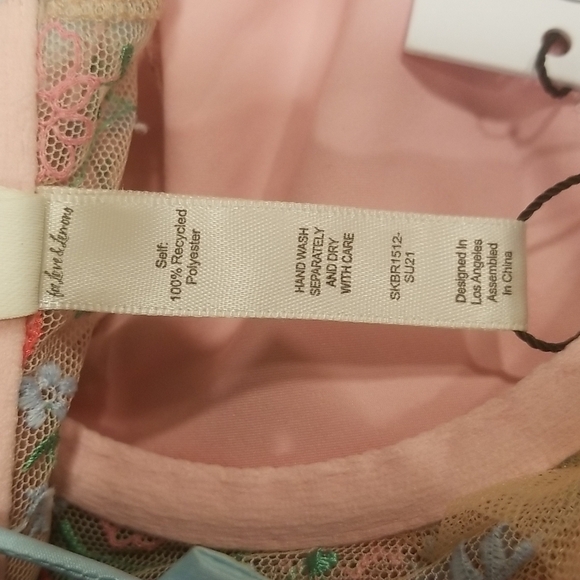 for love & lemons
Self:
100% Recycled
Polyester
HAND WASH
SEPARATELY
AND DRY
WITH CARE
SKBR1512-
SU21
Designed In
Los Angeles
Assembled
In China